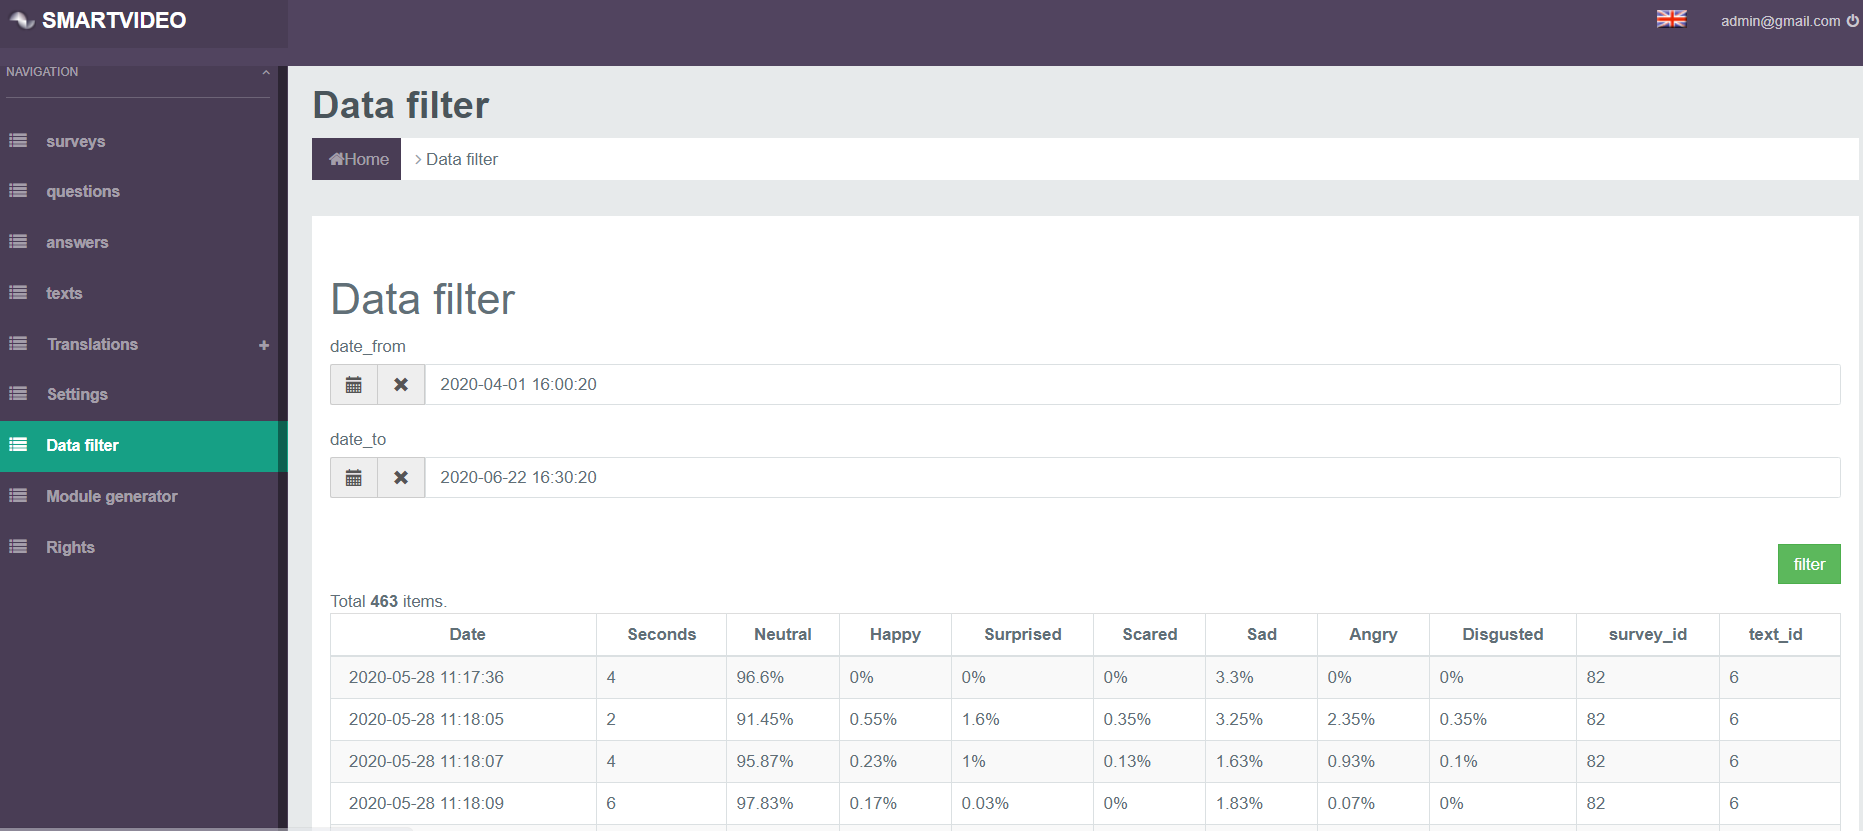 SMARTVIDEO
admin@gmail.com
NAVIGATION
surveys
questions
answers
texts
Translations
Settings
Data filter
Module generator
Rights
Data filter
Home > Data filter
Data filter
date_from
2020-04-01 16:00:20
date_to
2020-06-22 16:30:20
filter
Total 463 items.
Date Seconds Neutral Happy Surprised Scared Sad Angry Disgusted survey_id text_id
2020-05-28 11:17:36 4 96.6% 0% 0% 0% 3.3% 0% 0% 82 6
2020-05-28 11:18:05 2 91.45% 0.55% 1.6% 0.35% 3.25% 2.35% 0.35% 82 6
2020-05-28 11:18:07 4 95.87% 0.23% 1% 0.13% 1.63% 0.93% 0.1% 82 6
2020-05-28 11:18:09 6 97.83% 0.17% 0.03% 0% 1.83% 0.07% 0% 82 6